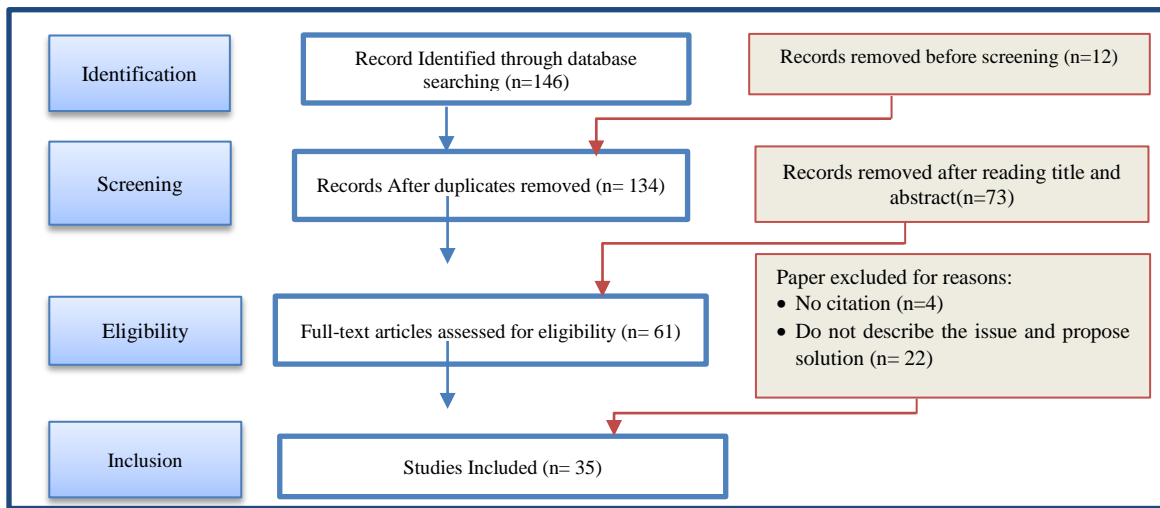 Identification
Record Identified through database
searching (n=146)
Records removed before screening (n=12)
Screening
Records After duplicates removed (n= 134)
Records removed after reading title and
abstract(n=73)
Eligibility
Full-text articles assessed for eligibility (n= 61)
Paper excluded for reasons:
• No citation (n=4)
• Do not describe the issue and propose
solution (n= 22)
Inclusion
Studies Included (n= 35)